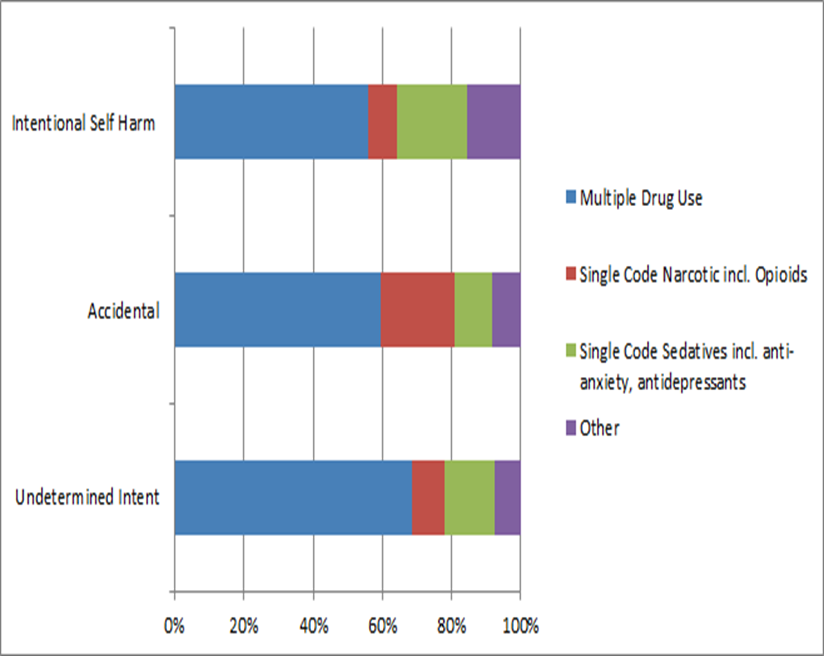 Intentional Self Harm
Accidental
Undetermined Intent
0% 20% 40% 60% 80% 100%
Multiple Drug Use
Single Code Narcotic incl. Opioids
Single Code Sedatives incl. anti-
anxiety, antidepressants
Other